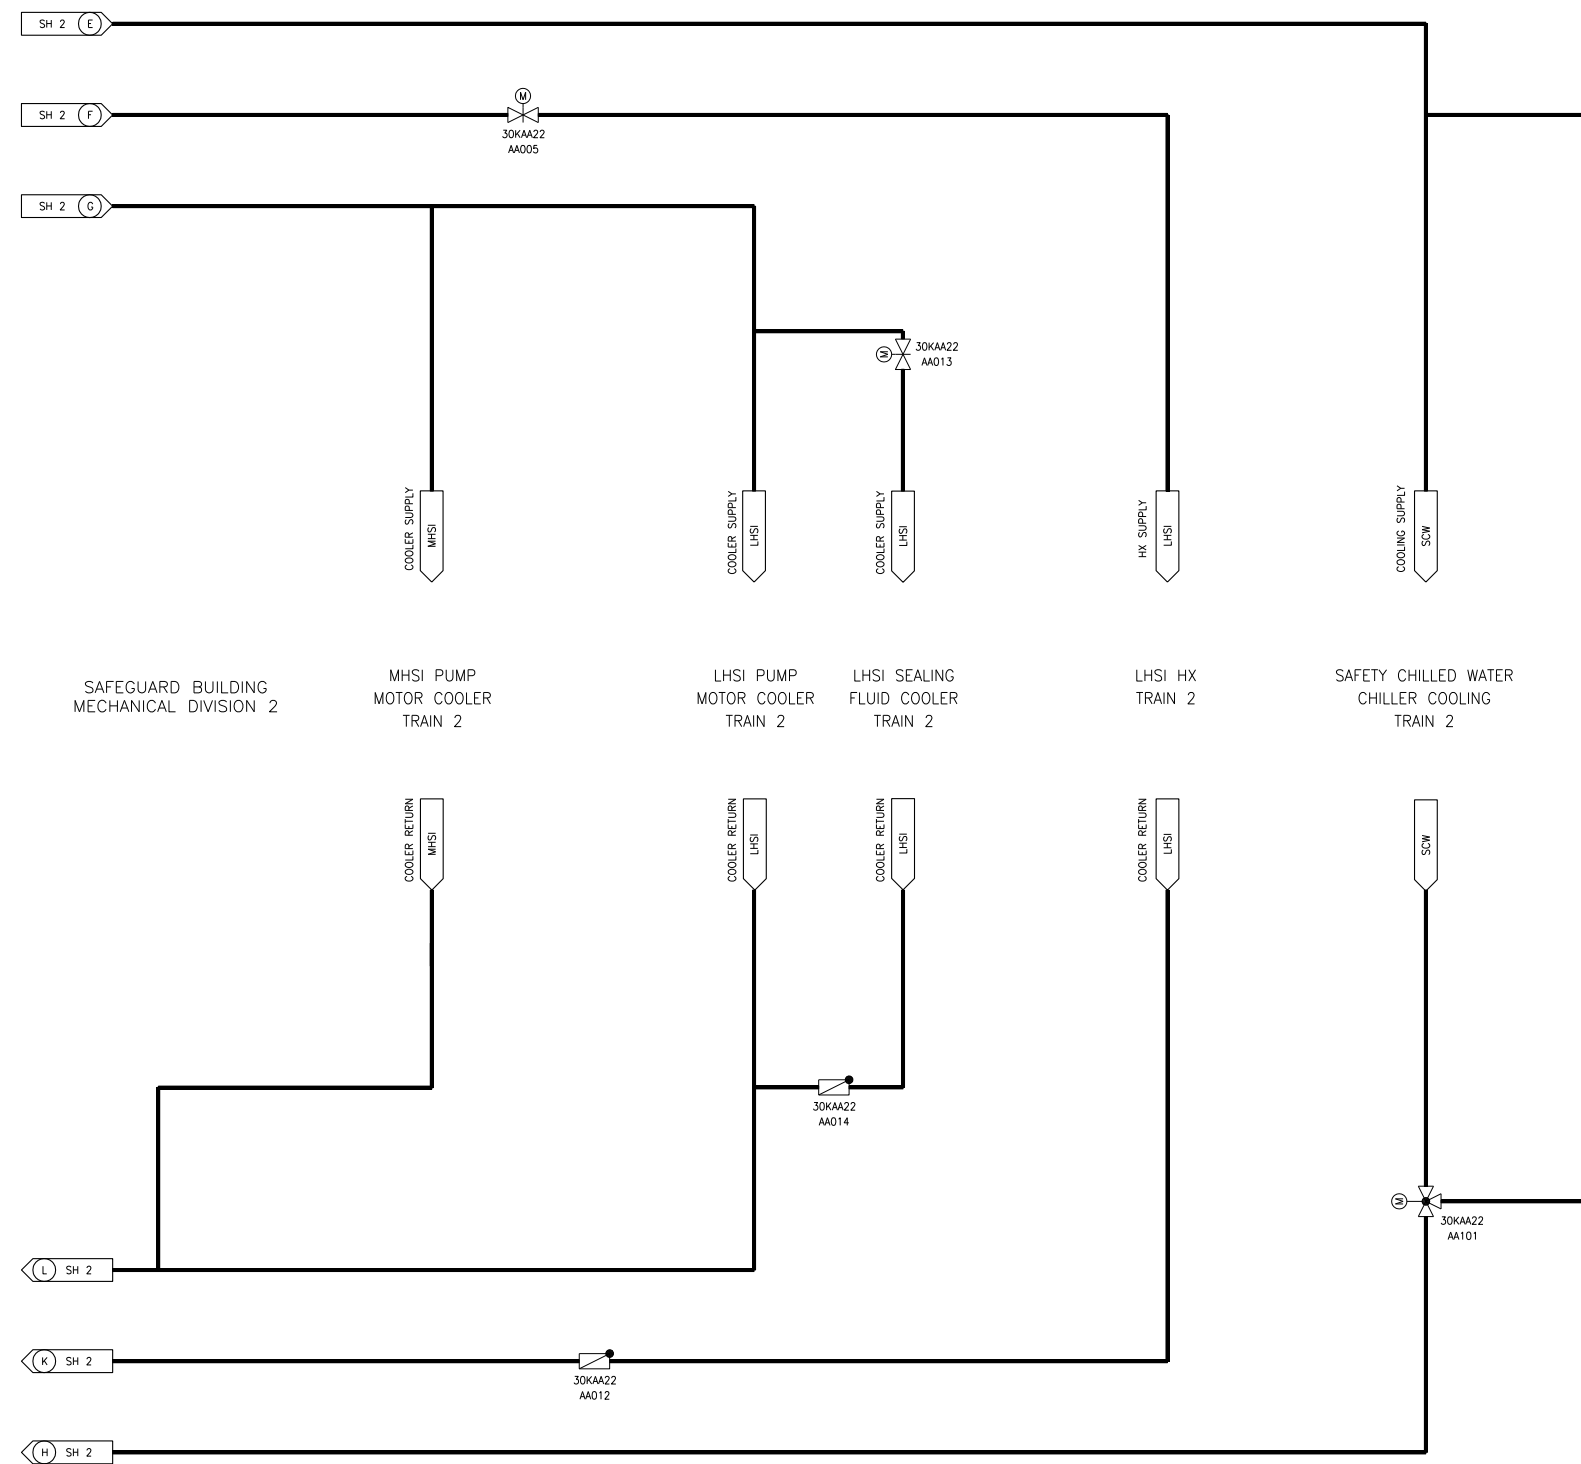 SH 2 E
SH 2 F
M
30KAA22
AA005
SH 2 G
M
30KAA22
AA013
COOLER SUPPLY
MHSI
COOLER SUPPLY
LHSI
COOLER SUPPLY
LHSI
HX SUPPLY
LHSI
COOLING SUPPLY
SCW
SAFEGUARD BUILDING
MECHANICAL DIVISION 2
MHSI PUMP
MOTOR COOLER
TRAIN 2
LHSI PUMP
MOTOR COOLER
TRAIN 2
LHSI SEALING
FLUID COOLER
TRAIN 2
LHSI HX
TRAIN 2
SAFETY CHILLED WATER
CHILLER COOLING
TRAIN 2
COOLER RETURN
MHSI
COOLER RETURN
LHSI
COOLER RETURN
LHSI
COOLER RETURN
LHSI
SCW
30KAA22
AA014
M
30KAA22
AA101
L SH 2
K SH 2
30KAA22
AA012
H SH 2